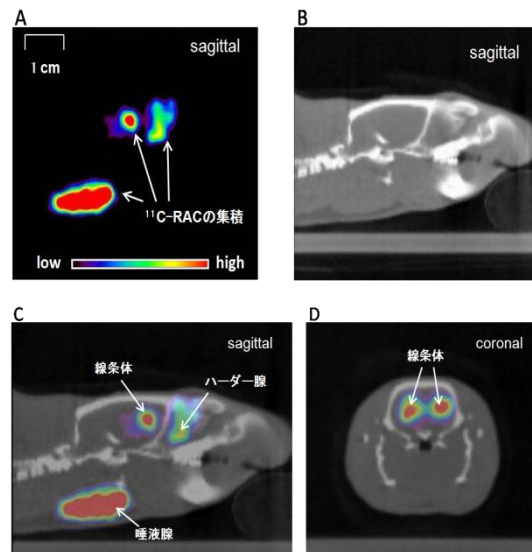 A
sagittal
1 cm
¹¹C-RACの集積
low
high
B
sagittal
C
sagittal
線条体
ハーダー腺
唾液腺
D
coronal
線条体